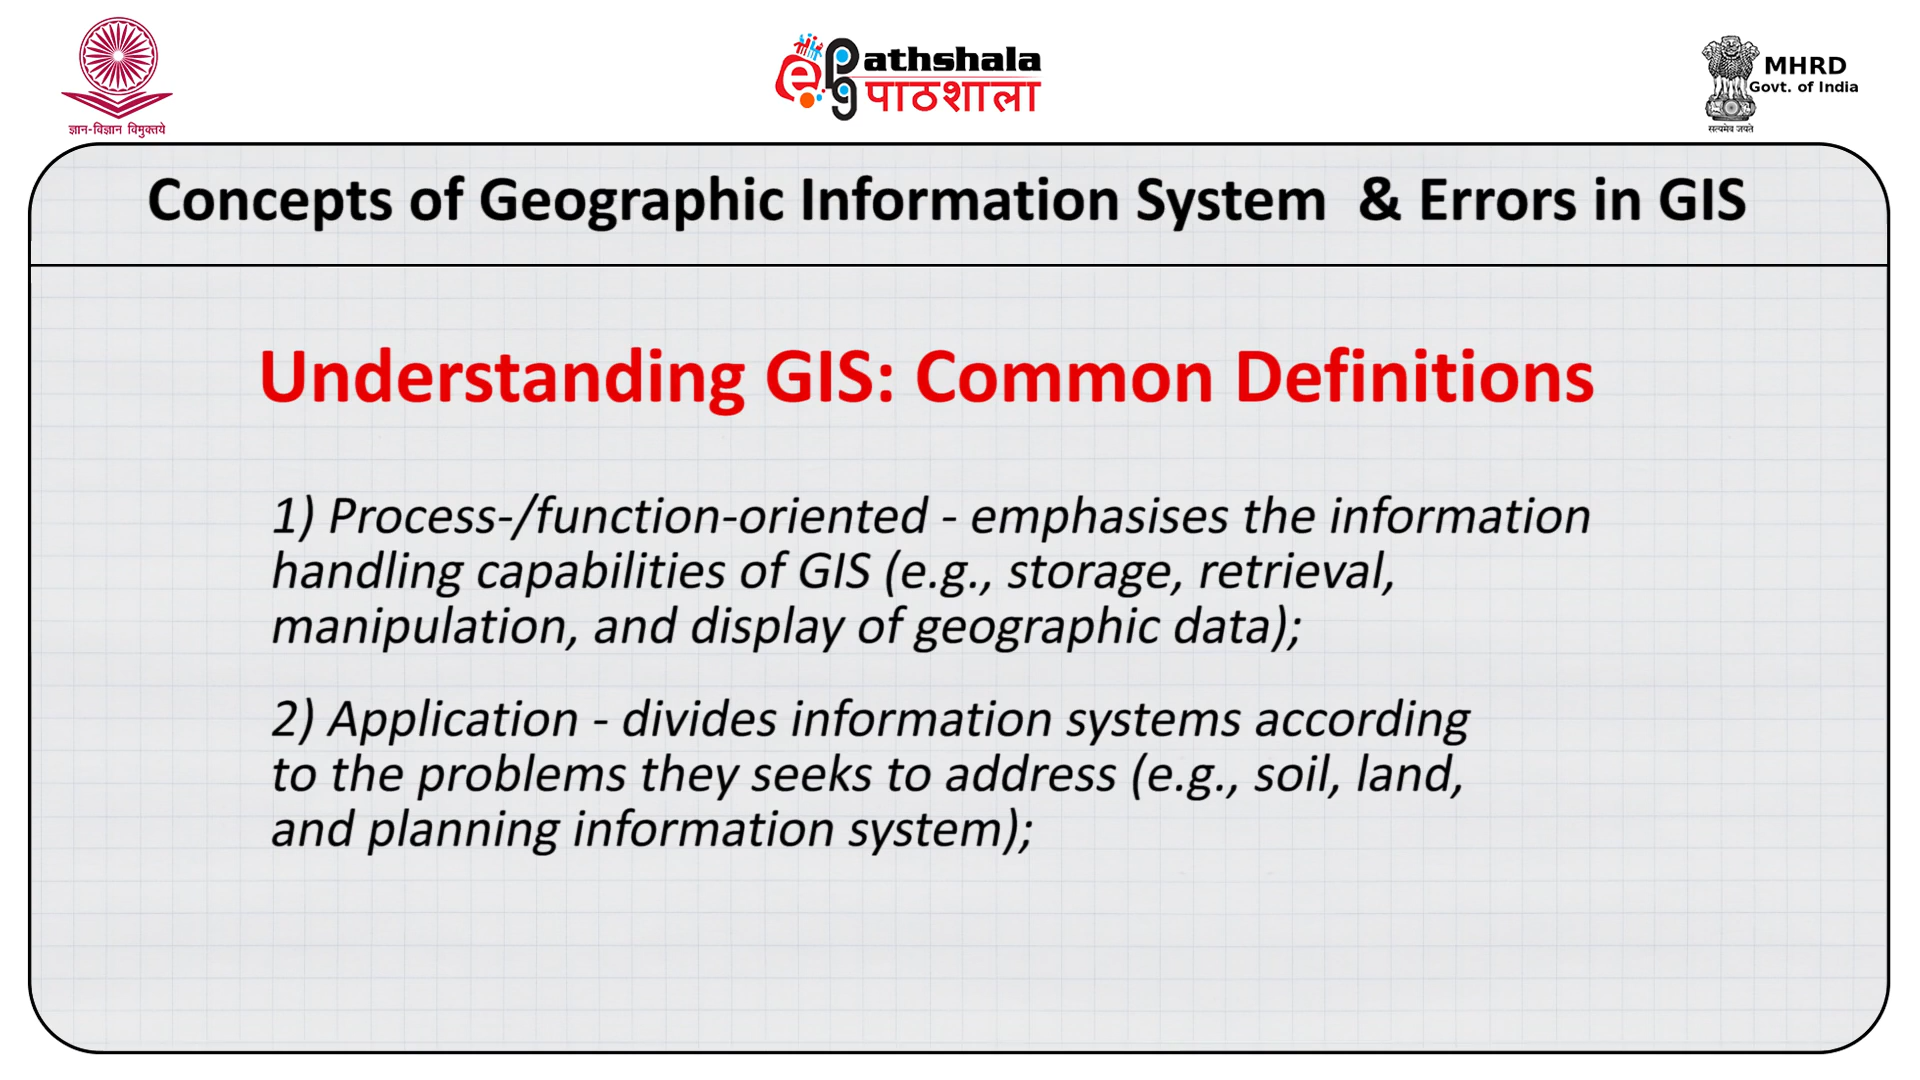 ज्ञान-विज्ञान विमुक्तये
e Pg Pathshala
पाठशाला
MHRD
Govt. of India
सत्यमेव जयते
Concepts of Geographic Information System & Errors in GIS
Understanding GIS: Common Definitions
1) Process-/function-oriented - emphasises the information
handling capabilities of GIS (e.g., storage, retrieval,
manipulation, and display of geographic data);
2) Application - divides information systems according
to the problems they seeks to address (e.g., soil, land,
and planning information system);